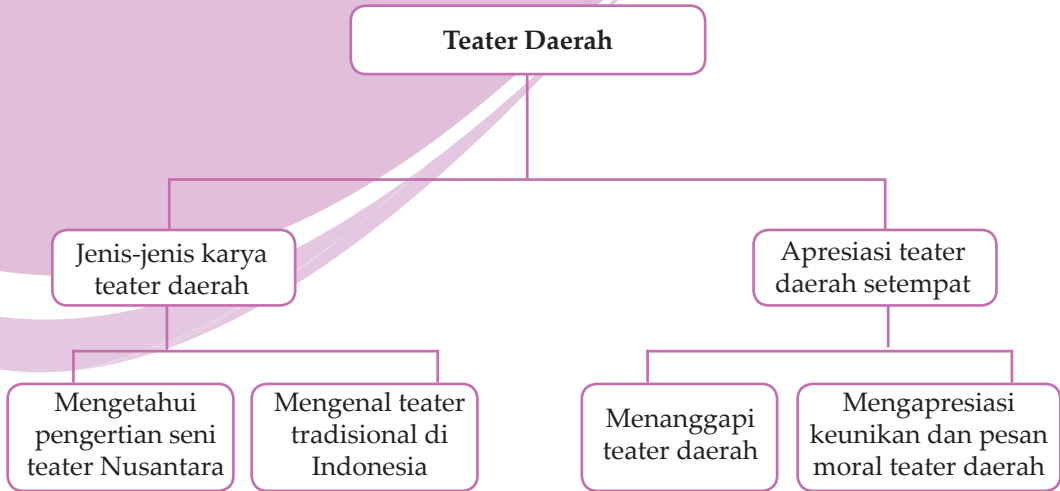 Teater Daerah
Jenis-jenis karya
teater daerah
Apresiasi teater
daerah setempat
Mengetahui
pengertian seni
teater Nusantara
Mengenal teater
tradisional di
Indonesia
Menanggapi
teater daerah
Mengapresiasi
keunikan dan pesan
moral teater daerah